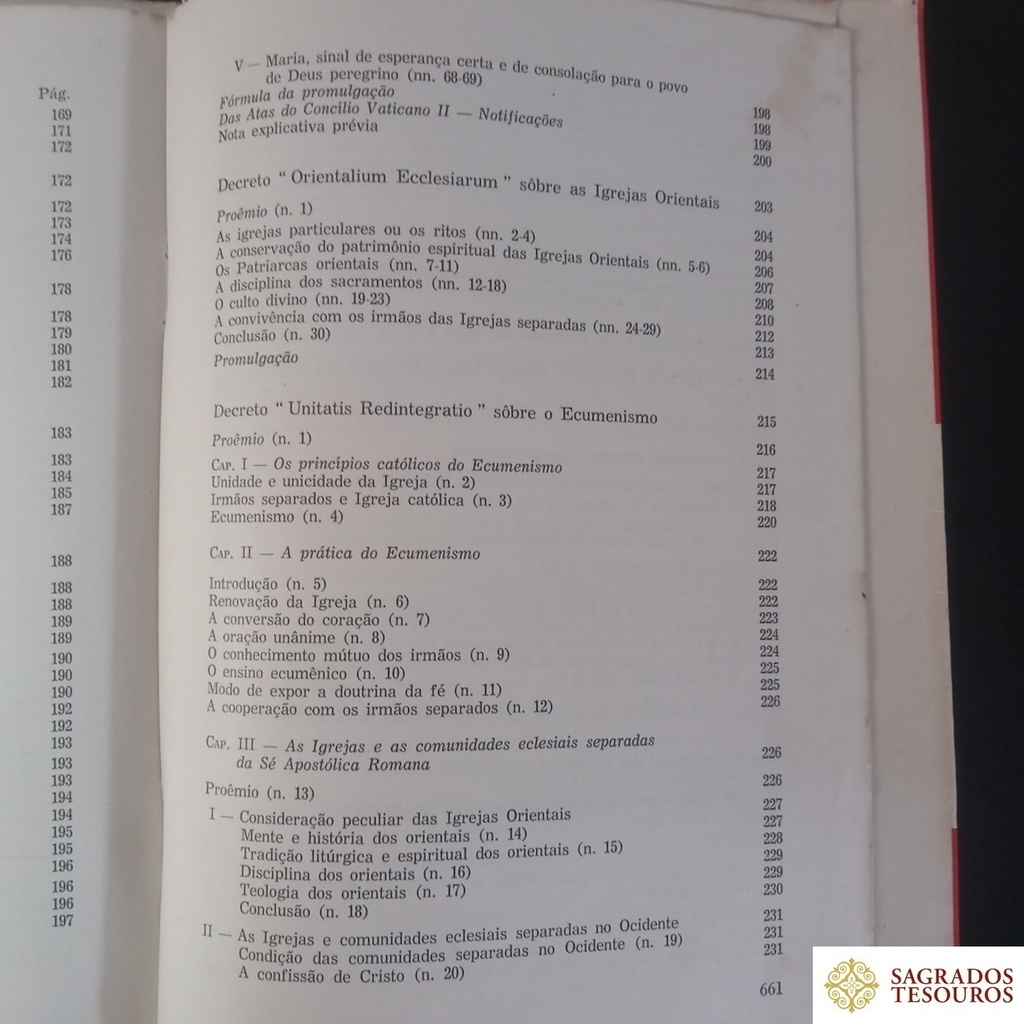 Pág.
169
171
172
172
172
173
174
176
178
178
179
180
181
182
183
183
184
185
187
188
188
188
189
189
190
190
190
192
192
193
193
193
194
194
195
195
196
196
196
197
V — Maria, sinal de esperança certa e de consolação para o povo
de Deus peregrino (nn. 68-69) 198
Fórmula da promulgação 198
Das Atas do Concílio Vaticano II — Notificações 199
Nota explicativa prévia 200
Decreto “ Orientalium Ecclesiarum ” sôbre as Igrejas Orientais 203
Proêmio (n. 1) 204
As igrejas particulares ou os ritos (nn. 2-4) 204
A conservação do patrimônio espiritual das Igrejas Orientais (nn. 5-6) 206
Os Patriarcas orientais (nn. 7-11) 207
A disciplina dos sacramentos (nn. 12-18) 208
O culto divino (nn. 19-23) 210
A convivência com os irmãos das Igrejas separadas (nn. 24-29) 212
Conclusão (n. 30) 213
Promulgação 214
Decreto “ Unitatis Redintegratio ” sôbre o Ecumenismo 215
Proêmio (n. 1) 216
Cap. I — Os princípios católicos do Ecumenismo 217
Unidade e unicidade da Igreja (n. 2) 217
Irmãos separados e Igreja católica (n. 3) 218
Ecumenismo (n. 4) 220
Cap. II — A prática do Ecumenismo 222
Introdução (n. 5) 222
Renovação da Igreja (n. 6) 222
A conversão do coração (n. 7) 223
A oração unânime (n. 8) 224
O conhecimento mútuo dos irmãos (n. 9) 224
O ensino ecumênico (n. 10) 225
Modo de expor a doutrina da fé (n. 11) 225
A cooperação com os irmãos separados (n. 12) 226
Cap. III — As Igrejas e as comunidades eclesiais separadas
da Sé Apostólica Romana 226
Proêmio (n. 13) 226
I — Consideração peculiar das Igrejas Orientais 227
Mente e história dos orientais (n. 14) 227
Tradição litúrgica e espiritual dos orientais (n. 15) 228
Disciplina dos orientais (n. 16) 229
Teologia dos orientais (n. 17) 229
Conclusão (n. 18) 230
II — As Igrejas e comunidades eclesiais separadas no Ocidente 231
Condição das comunidades separadas no Ocidente (n. 19) 231
A confissão de Cristo (n. 20) 231
661
SAGRADOS
TESOUROS